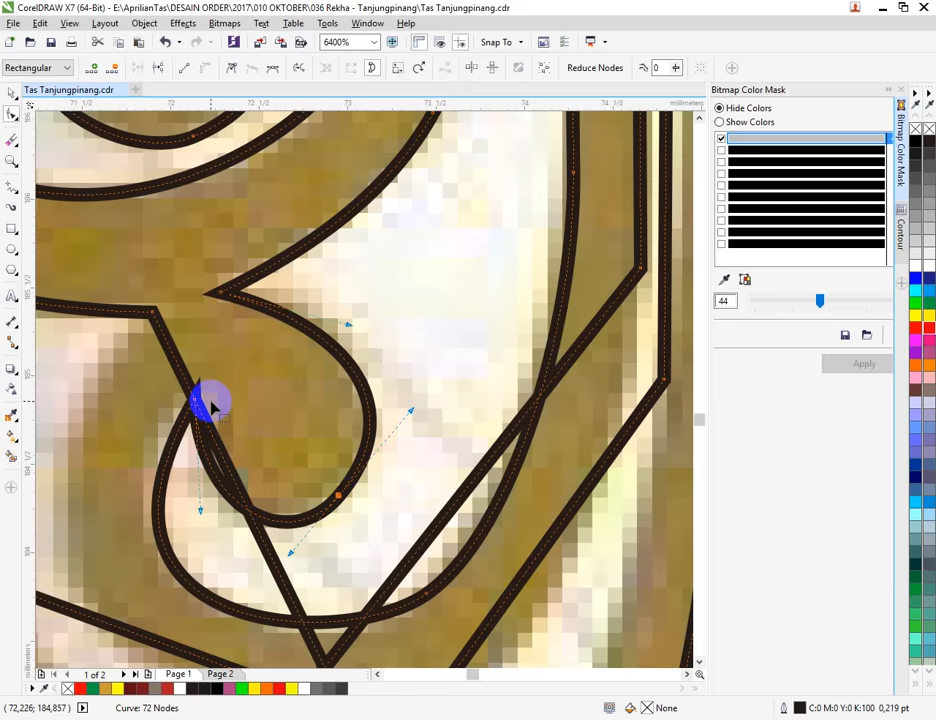 CorelDRAW X7 (64-Bit) - E:\AprilianTas\DESAIN ORDER\2017\010 OKTOBER\036 Rekha - Tanjungpinang\Tas Tanjungpinang.cdr
File Edit View Layout Object Effects Bitmaps Text Table Tools Window Help
6400% Snap To
Rectangular Reduce Nodes 0
Tas Tanjungpinang.cdr
Bitmap Color Mask
71 1/2 72 72 1/2 73 73 1/2 74 74 1/2 millimeters
Hide Colors
Show Colors
Bitmap Color Mask
Contour
44
Apply
millimeters
1 of 2 Page 1 Page 2
( 72,226; 184,857 ) Curve: 72 Nodes None C:0 M:0 Y:0 K:100 0,219 pt